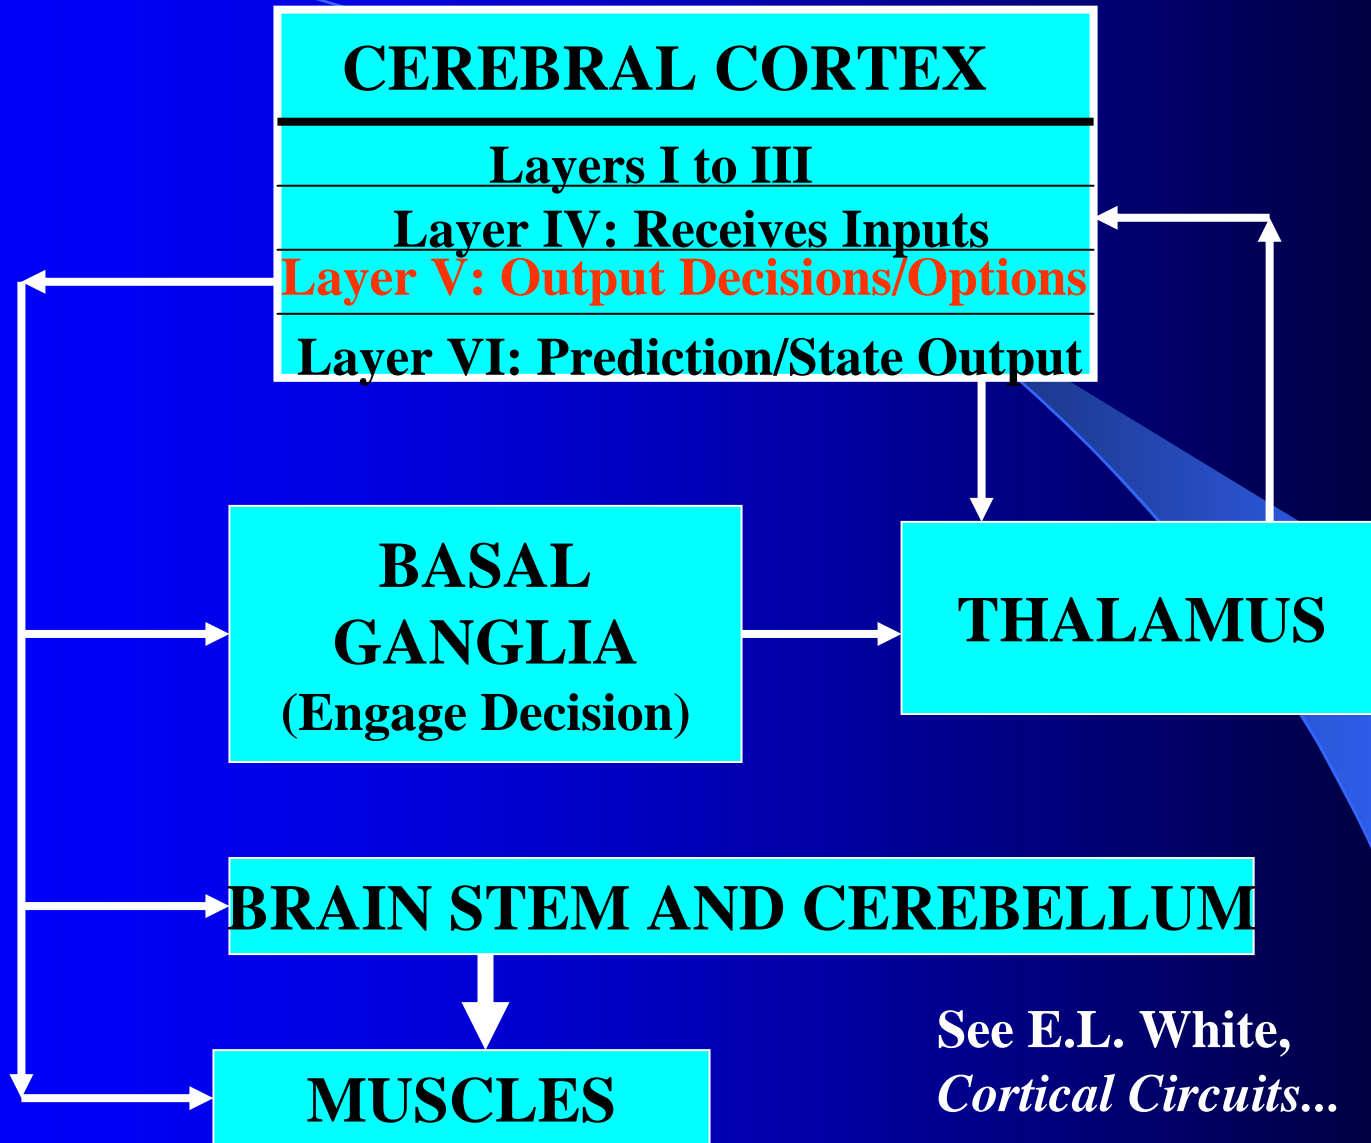 CEREBRAL CORTEX
Layers I to III
Layer IV: Receives Inputs
Layer V: Output Decisions/Options
Layer VI: Prediction/State Output
BASAL
GANGLIA
(Engage Decision)
THALAMUS
BRAIN STEM AND CEREBELLUM
MUSCLES
See E.L. White,
Cortical Circuits...